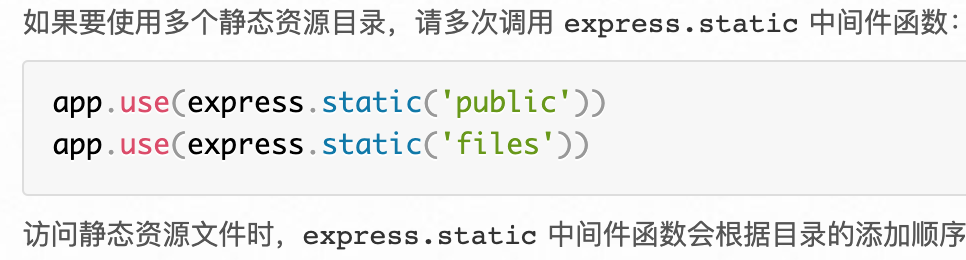 如果要使用多个静态资源目录，请多次调用 express.static 中间件函数：
app.use(express.static('public'))
app.use(express.static('files'))
访问静态资源文件时，express.static 中间件函数会根据目录的添加顺序